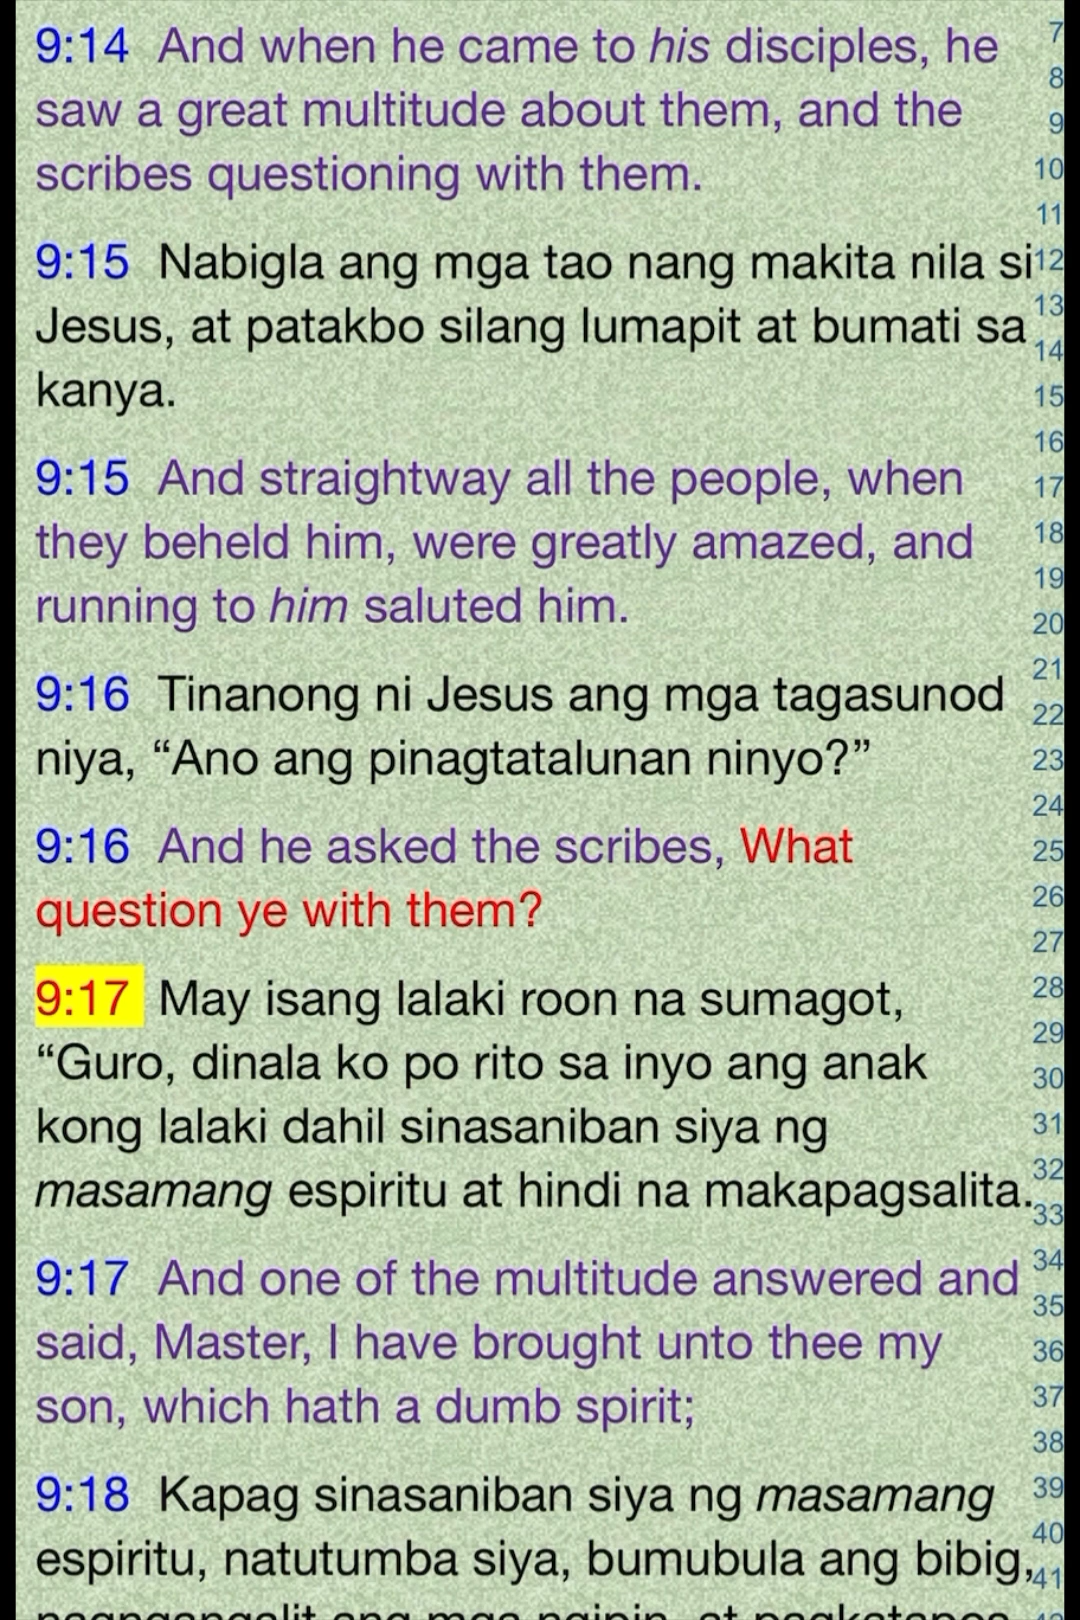 9:14 And when he came to his disciples, he
saw a great multitude about them, and the
scribes questioning with them.
9:15 Nabigla ang mga tao nang makita nila si
Jesus, at patakbo silang lumapit at bumati sa
kanya.
9:15 And straightway all the people, when
they beheld him, were greatly amazed, and
running to him saluted him.
9:16 Tinanong ni Jesus ang mga tagasunod
niya, “Ano ang pinagtatalunan ninyo?”
9:16 And he asked the scribes, What
question ye with them?
9:17 May isang lalaki roon na sumagot,
“Guro, dinala ko po rito sa inyo ang anak
kong lalaki dahil sinasaniban siya ng
masamang espiritu at hindi na makapagsalita.
9:17 And one of the multitude answered and
said, Master, I have brought unto thee my
son, which hath a dumb spirit;
9:18 Kapag sinasaniban siya ng masamang
espiritu, natutumba siya, bumubula ang bibig,
7
8
9
10
11
12
13
14
15
16
17
18
19
20
21
22
23
24
25
26
27
28
29
30
31
32
33
34
35
36
37
38
39
40
41